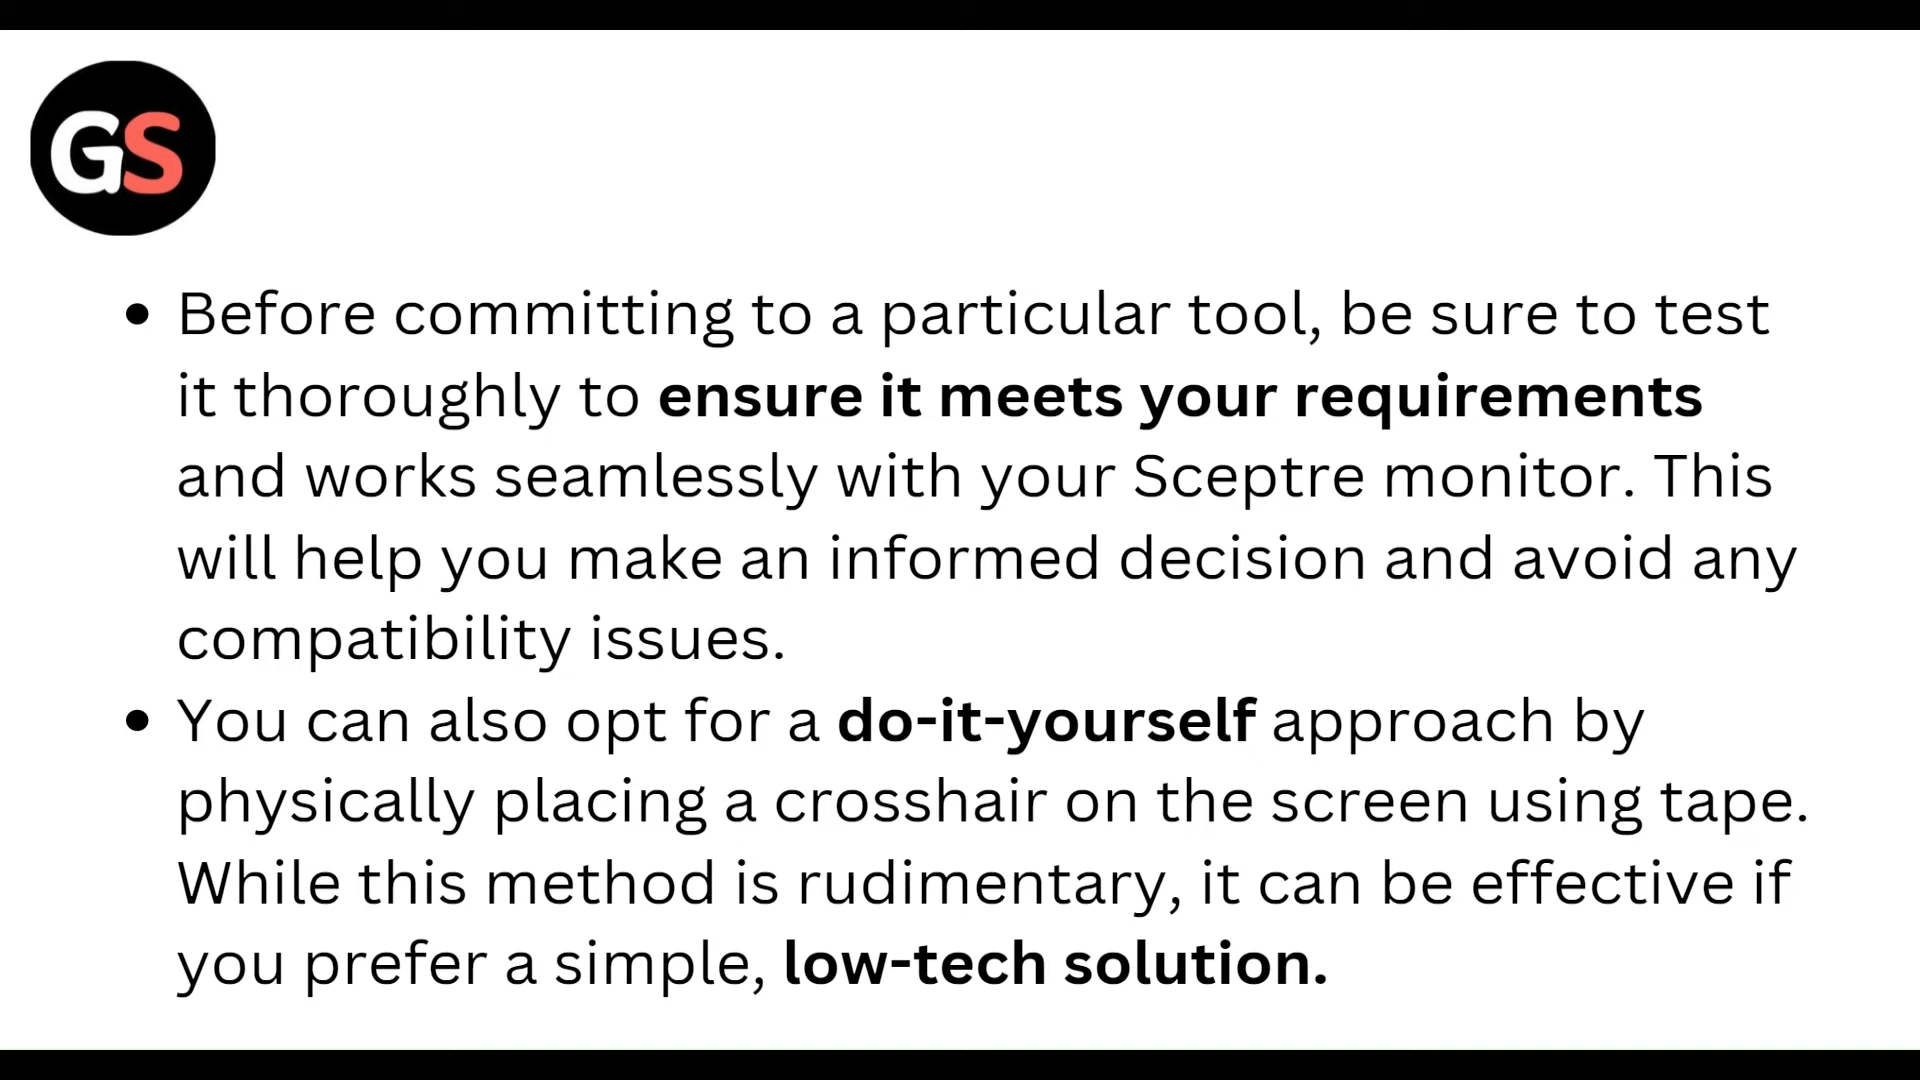 GS
• Before committing to a particular tool, be sure to test
it thoroughly to ensure it meets your requirements
and works seamlessly with your Sceptre monitor. This
will help you make an informed decision and avoid any
compatibility issues.
• You can also opt for a do-it-yourself approach by
physically placing a crosshair on the screen using tape.
While this method is rudimentary, it can be effective if
you prefer a simple, low-tech solution.